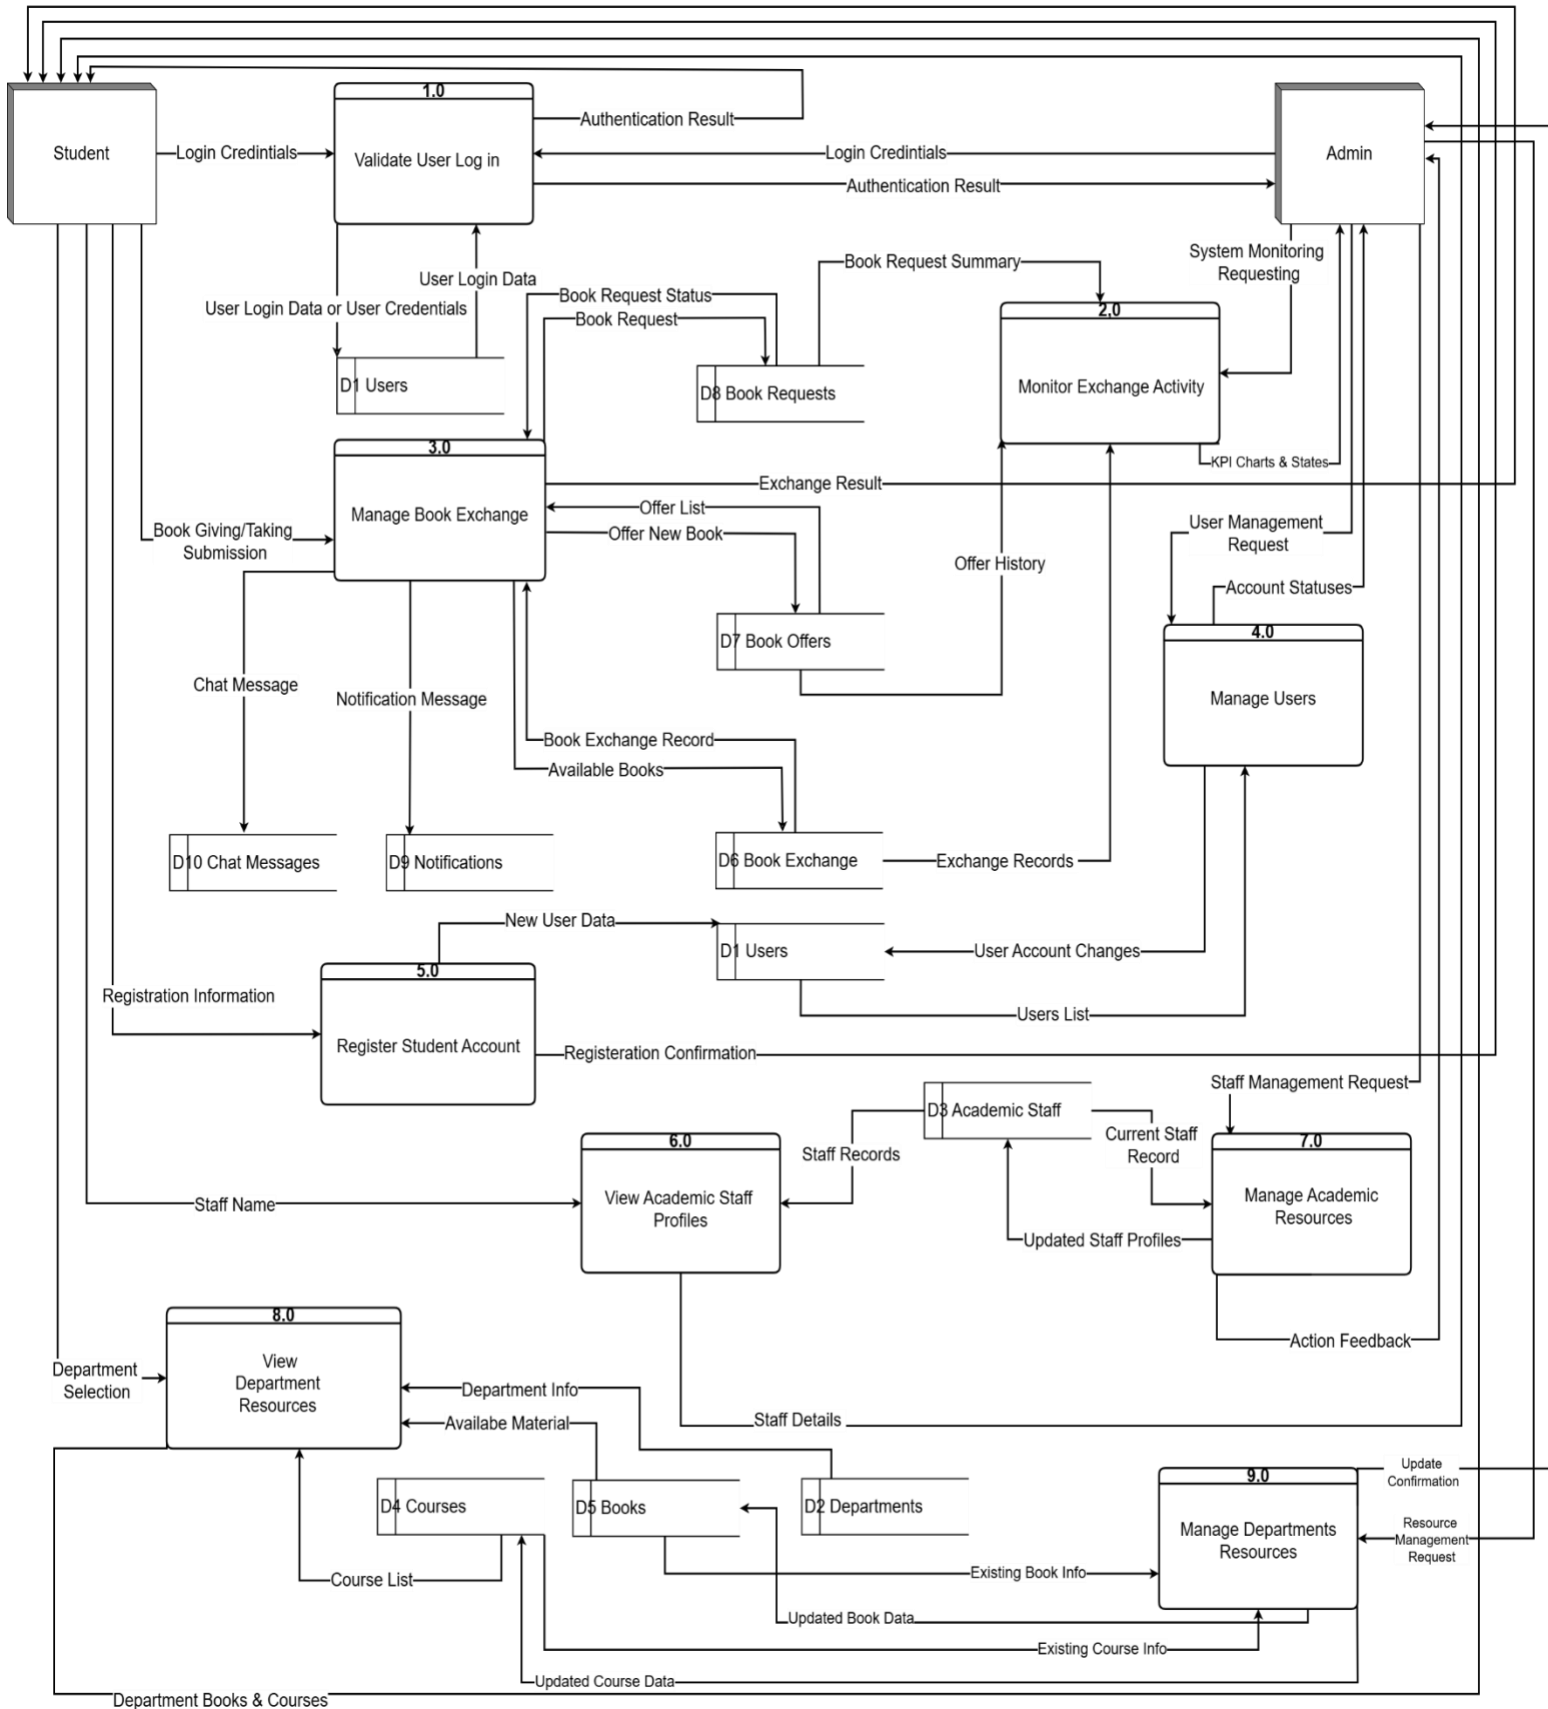 1.0
Authentication Result
Student
Login Credintials
Validate User Log in
Login Credintials
Admin
Authentication Result
System Monitoring
Requesting
Book Request Summary
User Login Data
Book Request Status
User Login Data or User Credentials
Book Request
2,0
D1 Users
D8 Book Requests
Monitor Exchange Activity
3.0
KPI Charts & States
Exchange Result
Manage Book Exchange
Offer List
Book Giving/Taking
Submission
Offer New Book
User Management
Request
Offer History
Account Statuses
4.0
D7 Book Offers
Chat Message
Notification Message
Manage Users
Book Exchange Record
Available Books
D10 Chat Messages
D9 Notifications
D6 Book Exchange
Exchange Records
New User Data
D1 Users
User Account Changes
5.0
Registration Information
Users List
Register Student Account
Registeration Confirmation
Staff Management Request
D3 Academic Staff
6.0
Current Staff
Record
7.0
Staff Records
Staff Name
View Academic Staff
Profiles
Manage Academic
Resources
Updated Staff Profiles
8.0
Action Feedback
View
Department
Resources
Department
Selection
Department Info
Availabe Material
Staff Details
Update
Confirmation
9.0
D4 Courses
D5 Books
D2 Departments
Manage Departments
Resources
Resource
Management
Request
Course List
Existing Book Info
Updated Book Data
Existing Course Info
Updated Course Data
Department Books & Courses